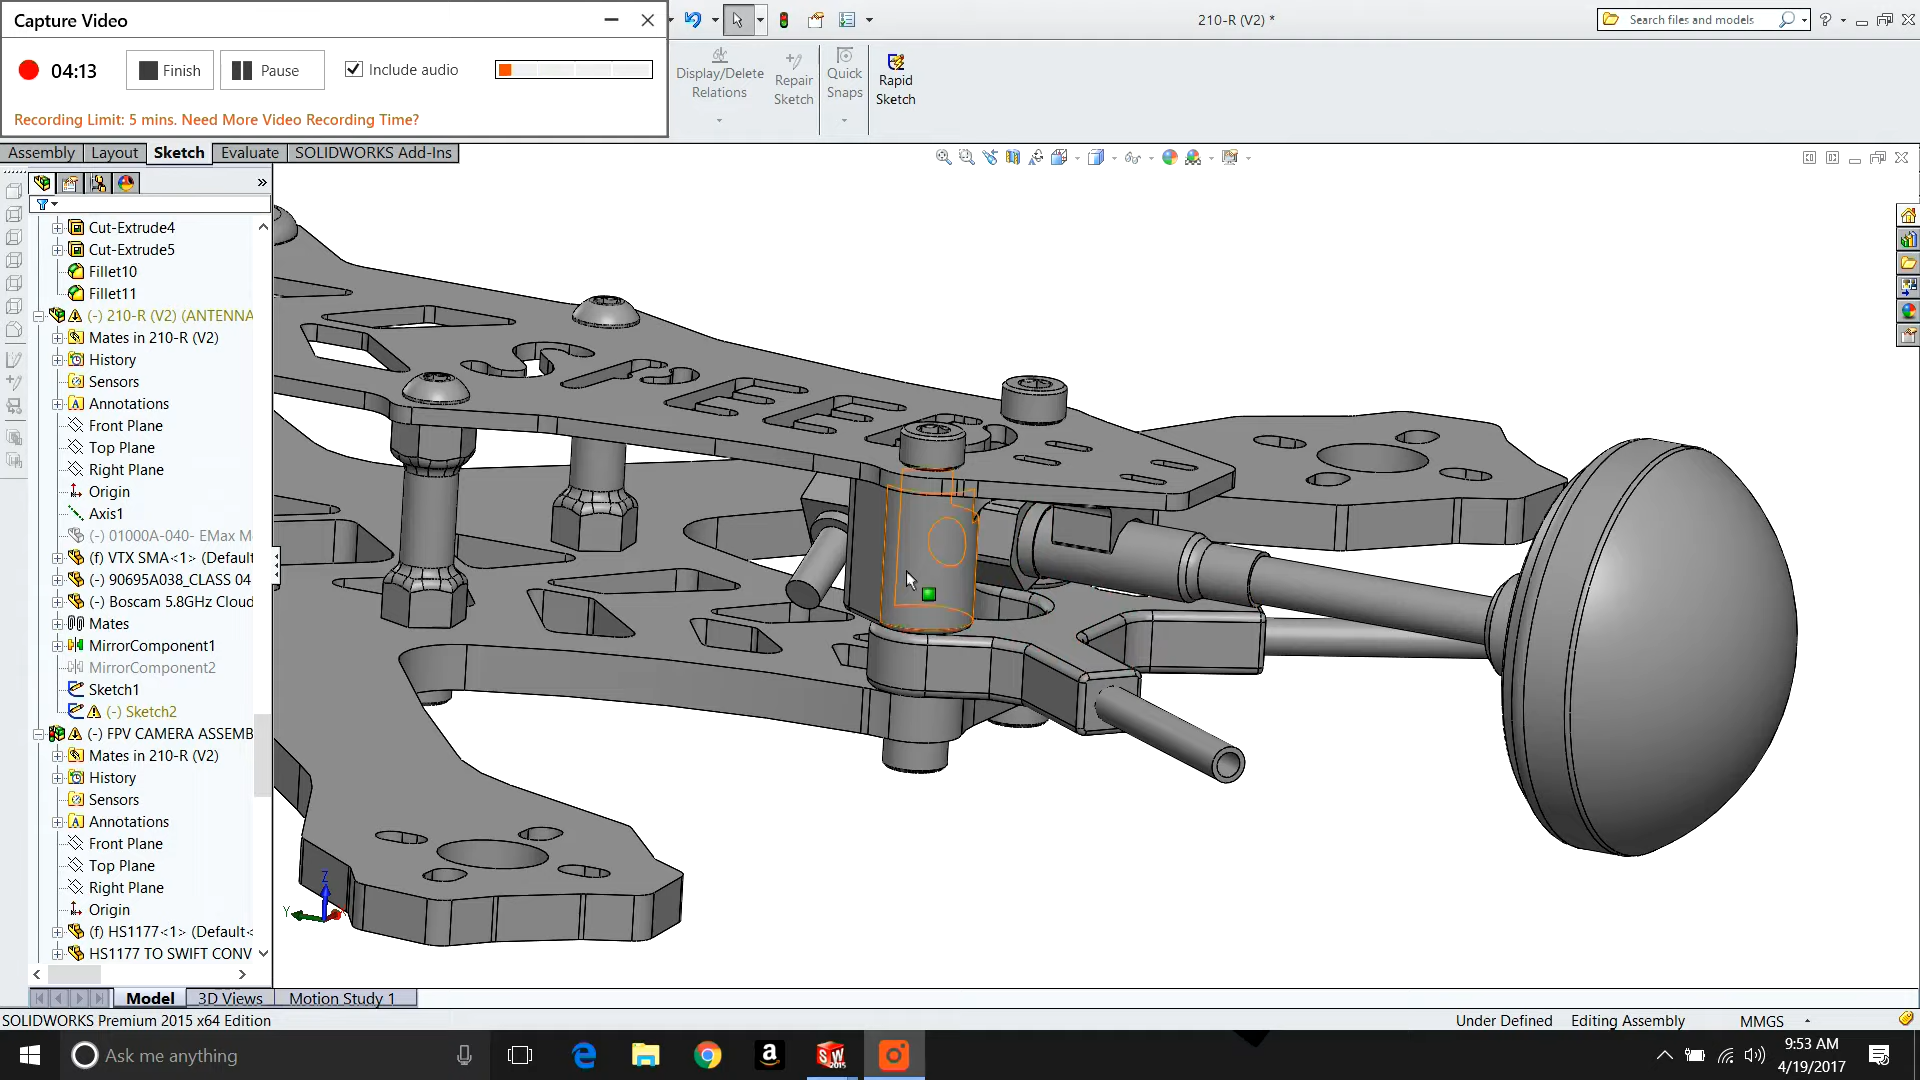 Capture Video
210-R (V2) *
Search files and models
04:13
Finish
Pause
Include audio
Recording Limit: 5 mins. Need More Video Recording Time?
Display/Delete
Relations
Repair
Sketch
Quick
Snaps
Rapid
Sketch
Assembly
Layout
Sketch
Evaluate
SOLIDWORKS Add-Ins
Cut-Extrude4
Cut-Extrude5
Fillet10
Fillet11
(-) 210-R (V2) (ANTENNA
Mates in 210-R (V2)
History
Sensors
Annotations
Front Plane
Top Plane
Right Plane
Origin
Axis1
(-) 01000A-040- EMax M
(f) VTX SMA<1> (Default
(-) 90695A038_CLASS 04
(-) Boscam 5.8GHz Cloud
Mates
MirrorComponent1
MirrorComponent2
Sketch1
(-) Sketch2
(-) FPV CAMERA ASSEMB
Mates in 210-R (V2)
History
Sensors
Annotations
Front Plane
Top Plane
Right Plane
Origin
(f) HS1177<1> (Default<
HS1177 TO SWIFT CONV
SPEED
Z
Y
Model
3D Views
Motion Study 1
SOLIDWORKS Premium 2015 x64 Edition
Under Defined
Editing Assembly
MMGS
Ask me anything
SW
2015
9:53 AM
4/19/2017